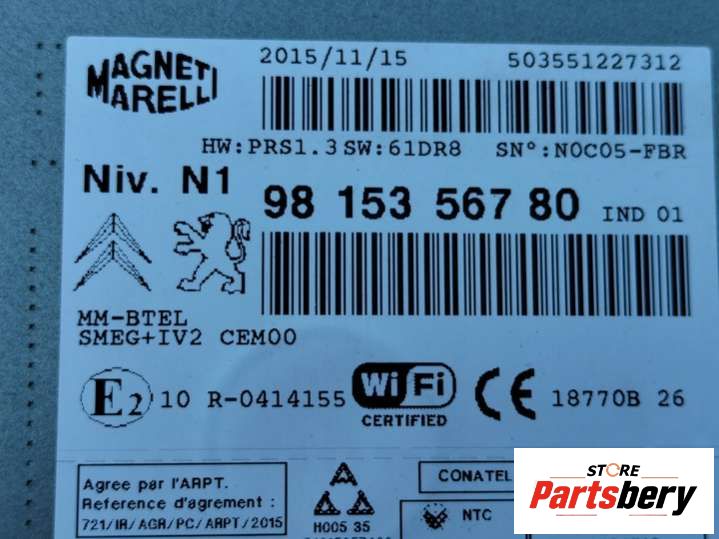 MAGNETI MARELLI
2015/11/15 503551227312
HW:PRS1.3 SW:61DR8 SN°:N0C05-FBR
Niv. N1
98 153 567 80 IND 01
MM-BTEL
SMEG+IV2 CEM00
E2 10 R-0414155 WiFi CERTIFIED CE 18770B 26
Agree par l'ARPT.
Reference d'agrement :
721/IR/AGR/PC/ARPT/2015
H005 35
CONATEL
NTC
STORE
Partsbery